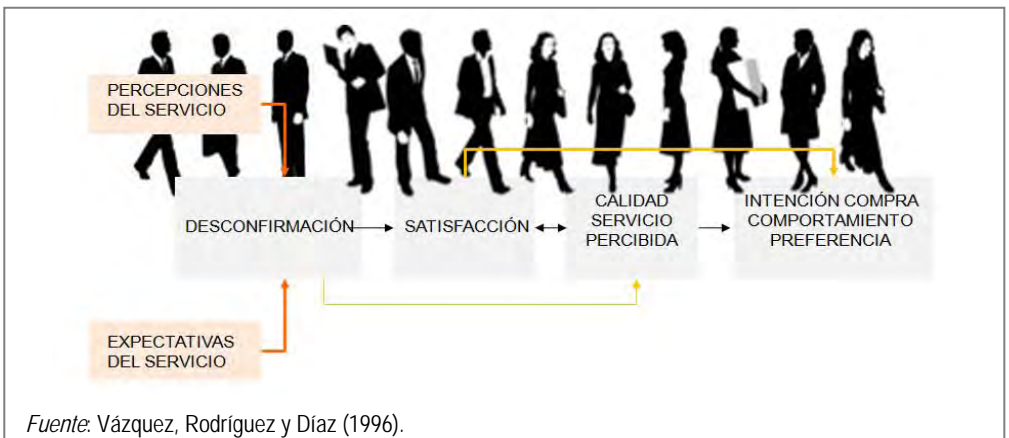 PERCEPCIONES
DEL SERVICIO
DESCONFIRMACIÓN
SATISFACCIÓN
CALIDAD
SERVICIO
PERCIBIDA
INTENCIÓN COMPRA
COMPORTAMIENTO
PREFERENCIA
EXPECTATIVAS
DEL SERVICIO
Fuente: Vázquez, Rodríguez y Díaz (1996).